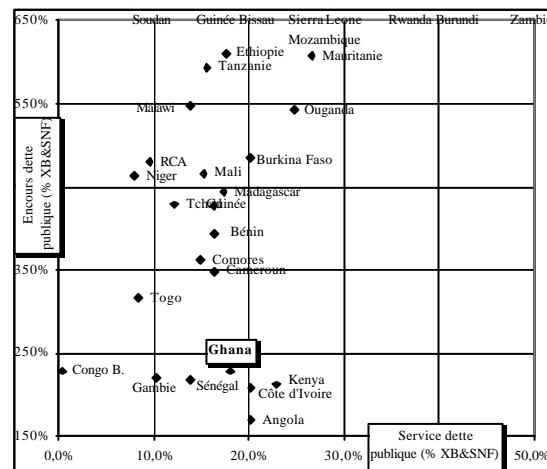 Soudan Guinée Bissau Sierra Leone Rwanda Burundi Zambie
Mozambique
Ethiopie Mauritanie
Tanzanie
550%
Malawi Ouganda
Encours dette
publique (% XB&SNF)
RCA Burkina Faso
Niger Mali
Madagascar
Tchad Guinée
Bénin
Comores
350% Cameroun
Togo
250%
Ghana
Congo B.
Gambie Sénégal Kenya
Côte d'Ivoire
Angola
150%
Service dette
publique (% XB&SNF)
0,0% 10,0% 20,0% 30,0% 50,0%